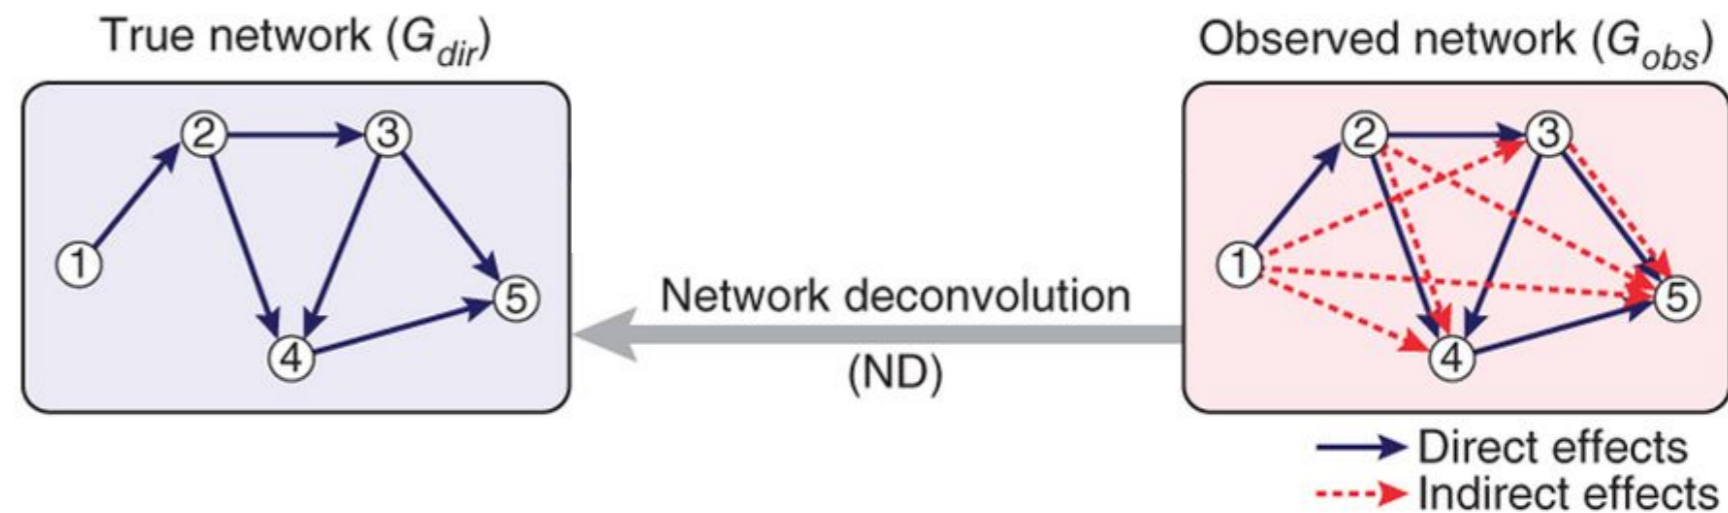 True network (G_dir)
Observed network (G_obs)
2
3
1
5
4
Network deconvolution
(ND)
2
3
1
5
4
Direct effects
Indirect effects